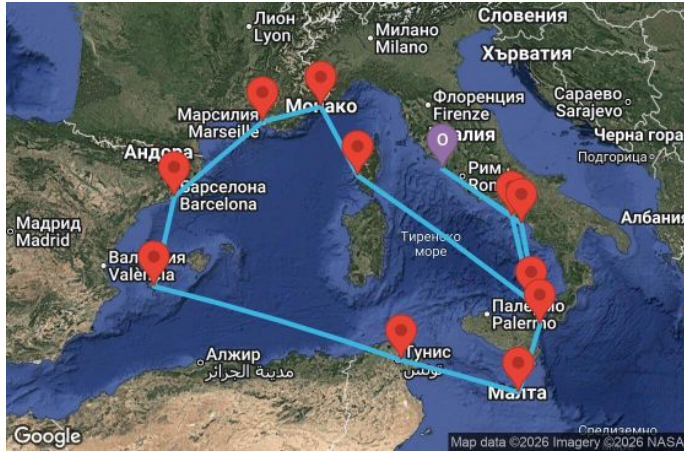 Лион
Lyon
Милано
Milano
Словения
Хърватия
Монако
Марсилия
Marseille
Флоренция
Firenze
Сараево
Sarajevo
Черна гора
Подгорица
Андора
О
Рим
Барселона
Barcelona
Мадрид
Madrid
Тиренско
море
Албания
València
Палермо
Palermo
Алжир
مدينة الجزائر
Тунис
تونس
Малта
Средиземно
Google
Map data ©2026 Imagery ©2026 NASA